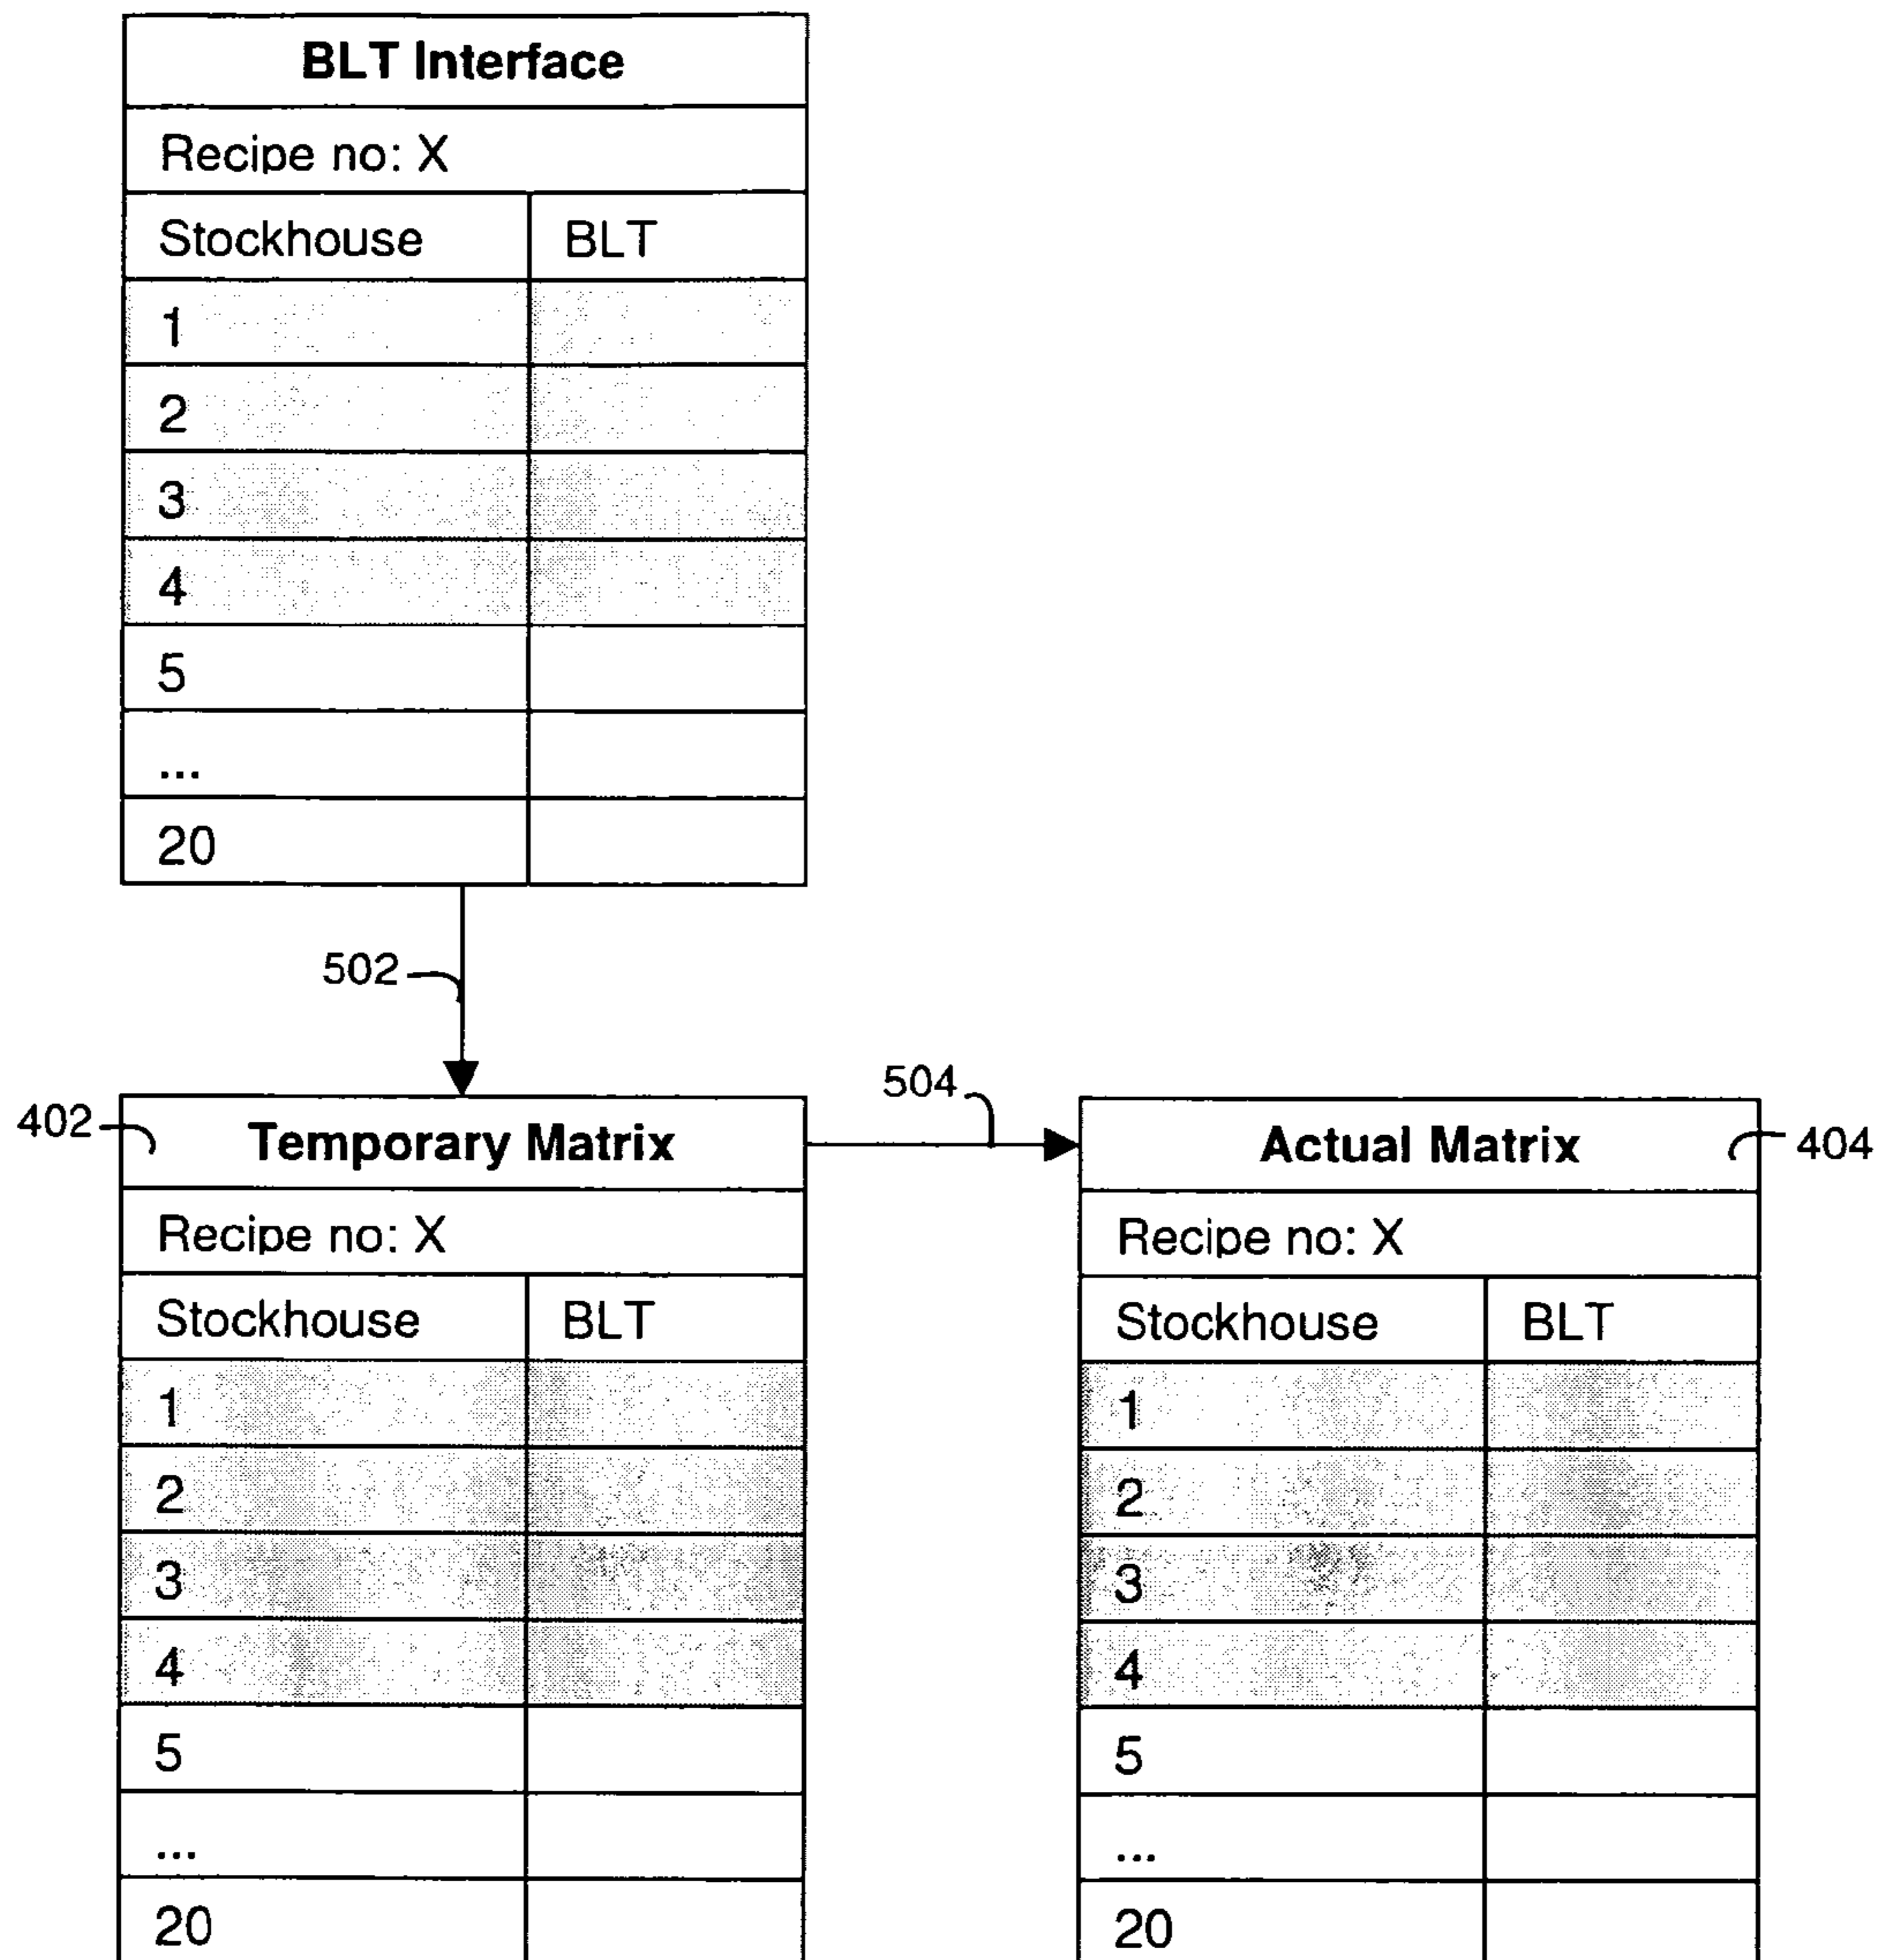 BLT Interface
Recipe no: X
Stockhouse BLT
1
2
3
4
5
...
20
502
504
402 Temporary Matrix
Recipe no: X
Stockhouse BLT
1
2
3
4
5
...
20
Actual Matrix 404
Recipe no: X
Stockhouse BLT
1
2
3
4
5
...
20